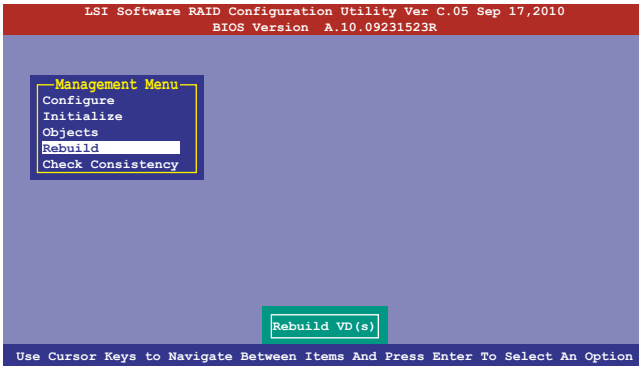 LSI Software RAID Configuration Utility Ver C.05 Sep 17,2010
BIOS Version A.10.09231523R
Management Menu
Configure
Initialize
Objects
Rebuild
Check Consistency
Rebuild VD(s)
Use Cursor Keys to Navigate Between Items And Press Enter To Select An Option